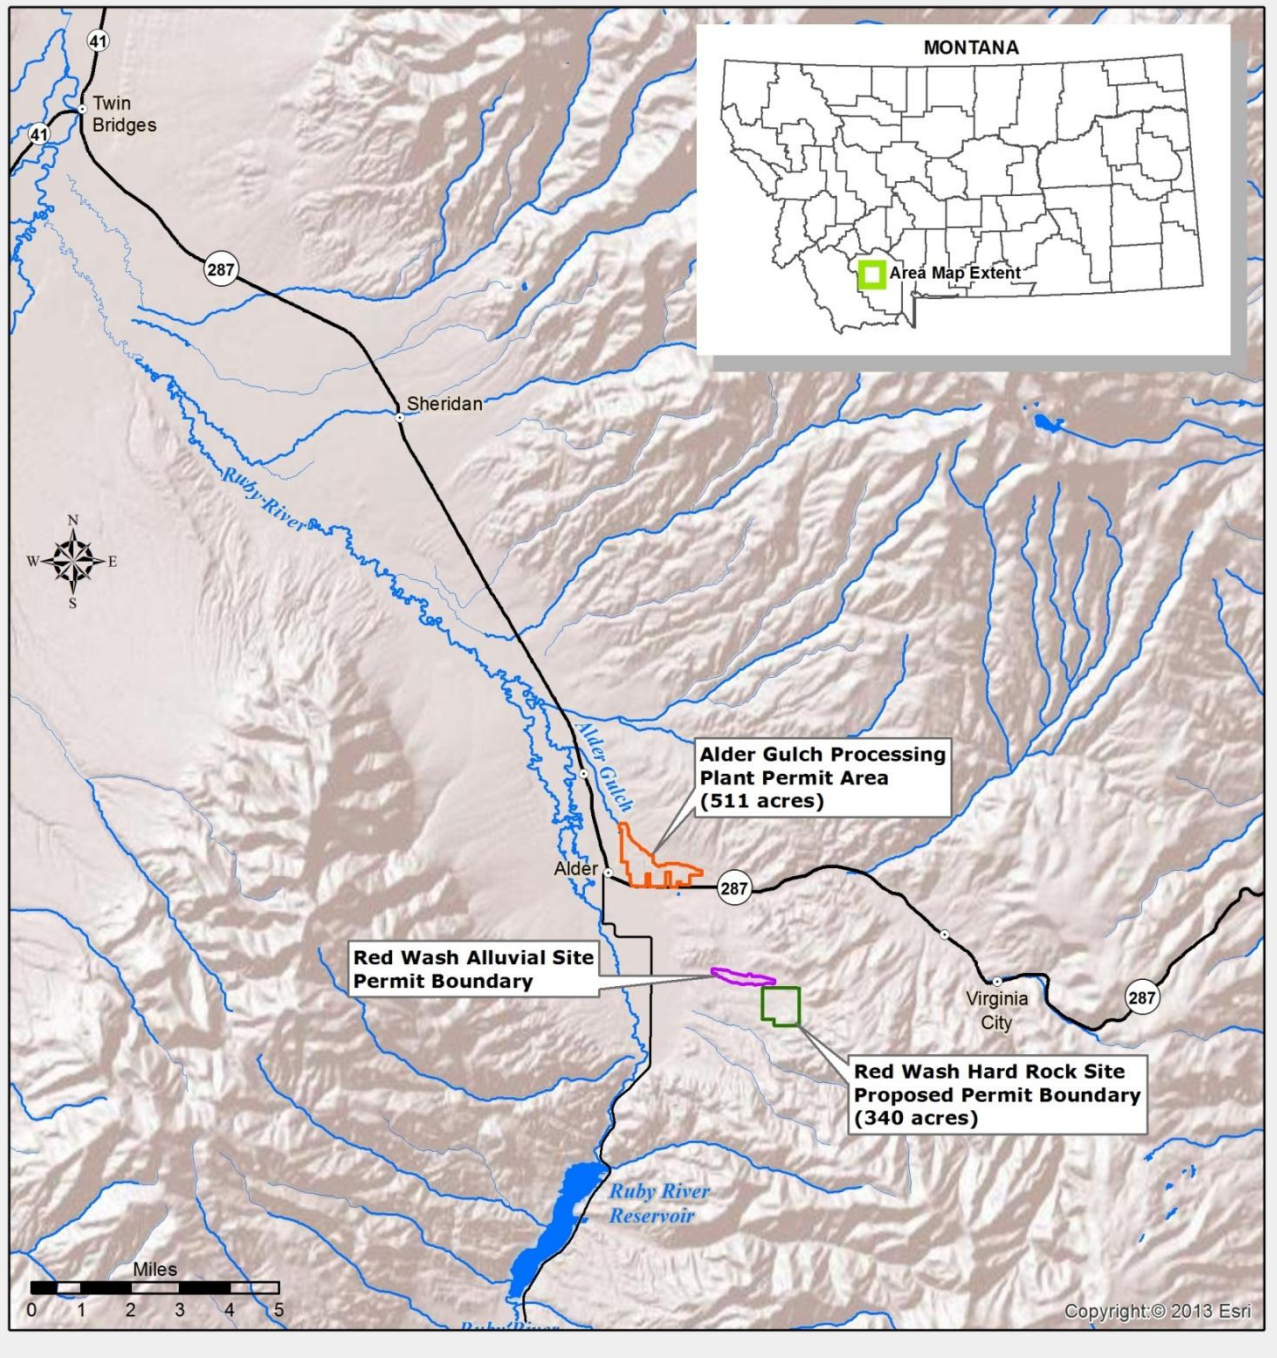 MONTANA
Area Map Extent
41
Twin
Bridges
41
287
Sheridan
Ruby River
N
W
E
S
Alder Gulch
Alder Gulch Processing
Plant Permit Area
(511 acres)
Alder
287
Red Wash Alluvial Site
Permit Boundary
Virginia
City
287
Red Wash Hard Rock Site
Proposed Permit Boundary
(340 acres)
Ruby River
Reservoir
Miles
0 1 2 3 4 5
Ruby River
Copyright:© 2013 Esri